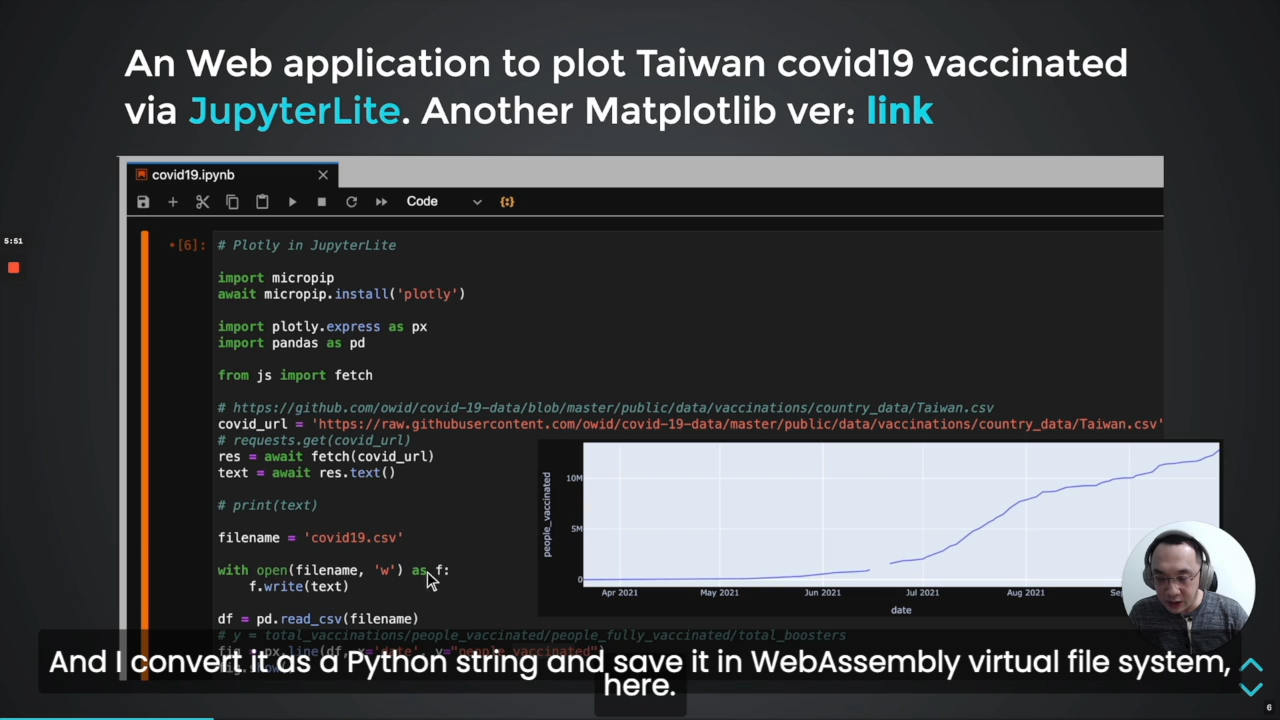 An Web application to plot Taiwan covid19 vaccinated
via JupyterLite. Another Matplotlib ver: link
covid19.ipynb
Code
5:51
[6]:
# Plotly in JupyterLite
import micropip
await micropip.install('plotly')
import plotly.express as px
import pandas as pd
from js import fetch
# https://github.com/owid/covid-19-data/blob/master/public/data/vaccinations/country_data/Taiwan.csv
covid_url = 'https://raw.githubusercontent.com/owid/covid-19-data/master/public/data/vaccinations/country_data/Taiwan.csv'
# requests.get(covid_url)
res = await fetch(covid_url)
text = await res.text()
# print(text)
filename = 'covid19.csv'
with open(filename, 'w') as f:
f.write(text)
df = pd.read_csv(filename)
# y = total_vaccinations/people_vaccinated/people_fully_vaccinated/total_boosters
people_vaccinated
10M
5M
0
Apr 2021
May 2021
Jun 2021
Jul 2021
Aug 2021
date
And I convert it as a Python string and save it in WebAssembly virtual file system,
here.
6